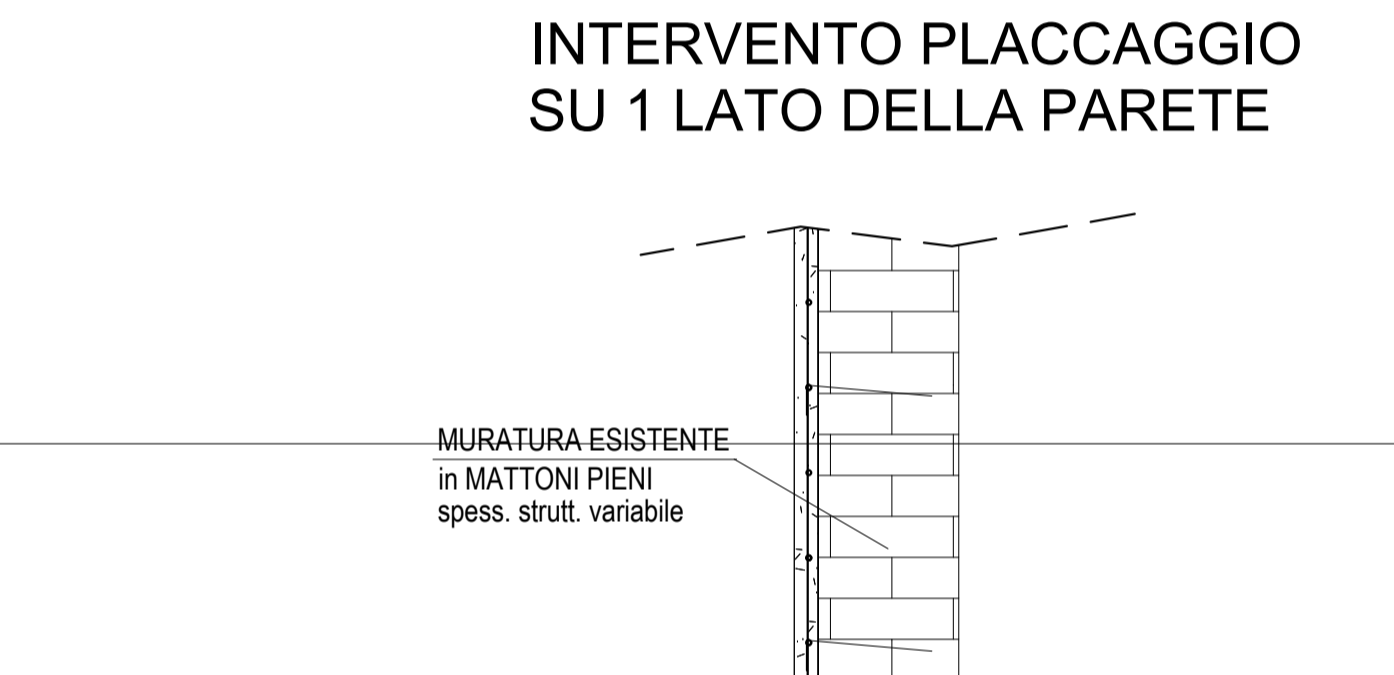 INTERVENTO PLACCAGGIO
SU 1 LATO DELLA PARETE
MURATURA ESISTENTE
in MATTONI PIENI
spess. strutt. variabile